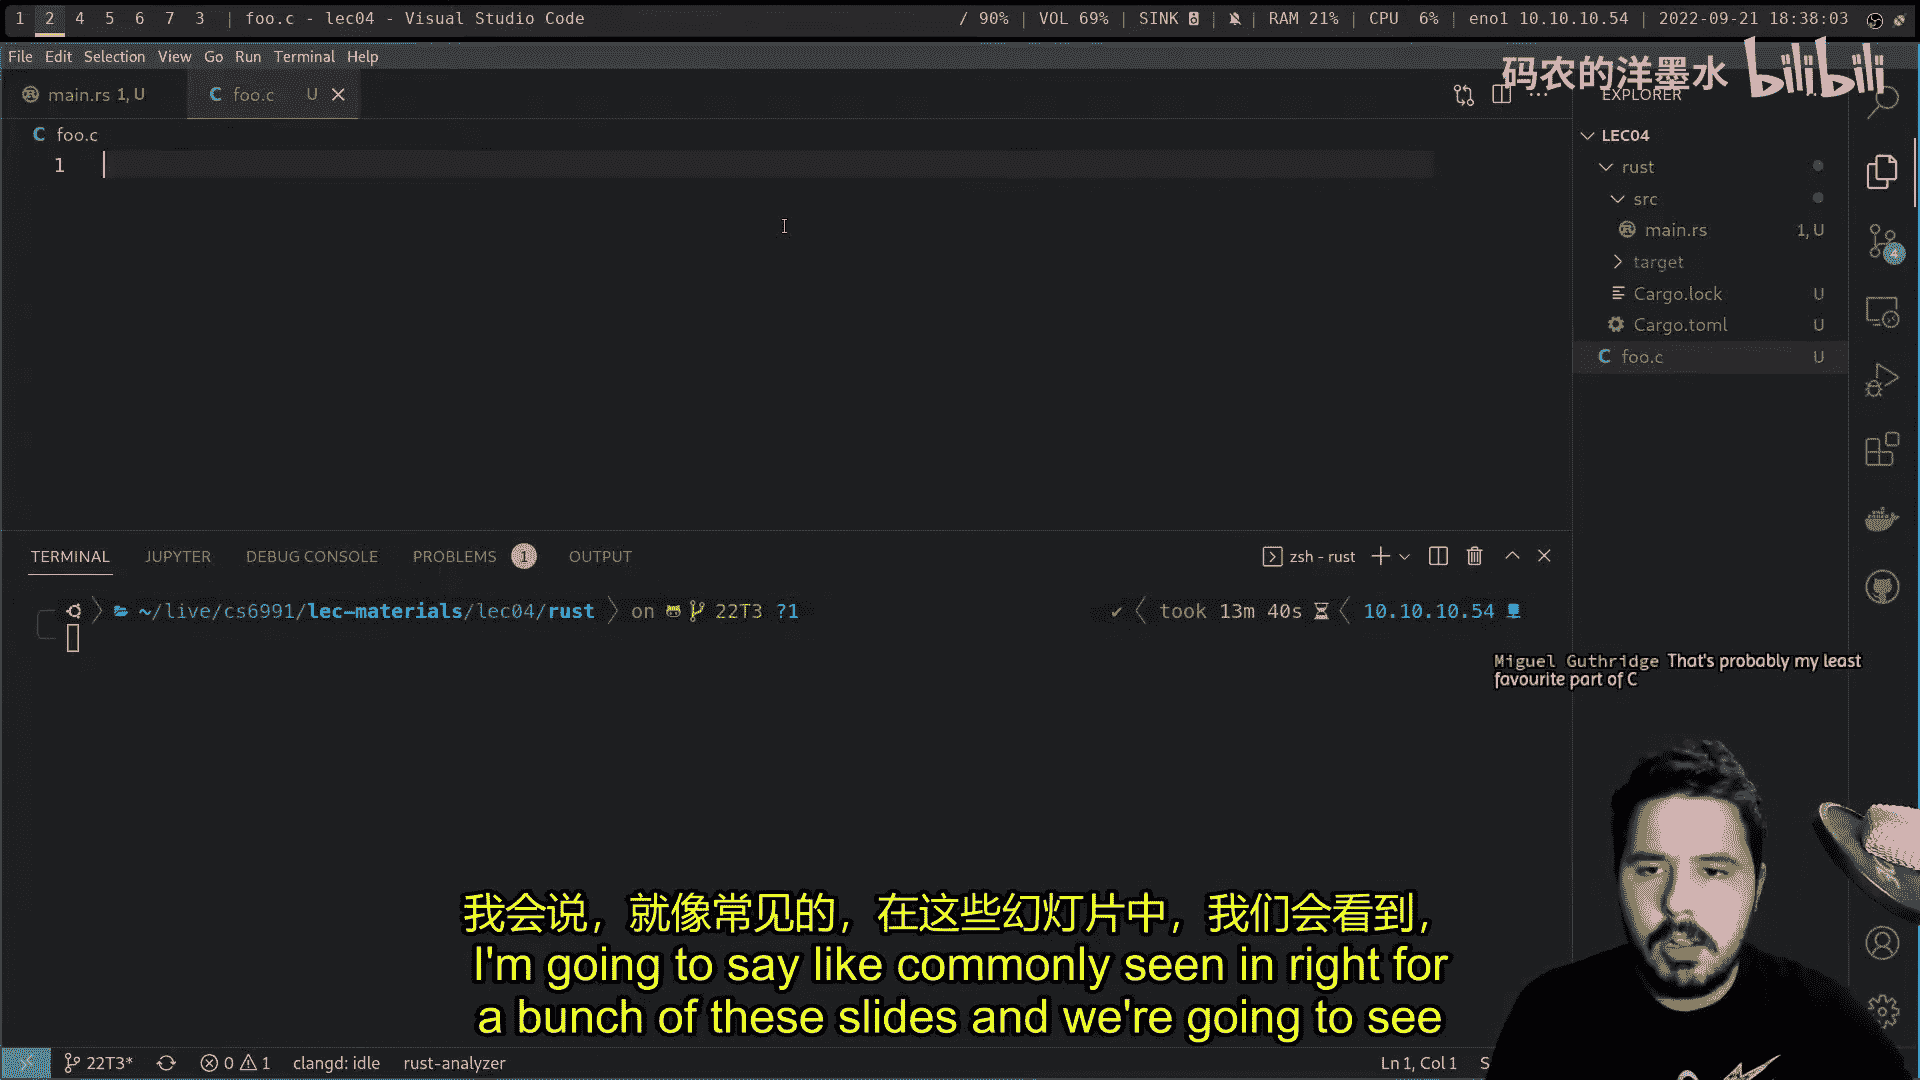 1 2 4 5 6 7 3 | foo.c - lec04 - Visual Studio Code
/ 90% | VOL 69% | SINK | | RAM 21% | CPU 6% | eno1 10.10.10.54 | 2022-09-21 18:38:03
File Edit Selection View Go Run Terminal Help
码农的洋墨水 bilibili
main.rs 1, U
C foo.c U
EXPLORER
C foo.c
1
LEC04
rust
src
main.rs 1, U
target
Cargo.lock U
Cargo.toml U
C foo.c U
4
TERMINAL JUPYTER DEBUG CONSOLE PROBLEMS 1 OUTPUT
zsh - rust
~/live/cs6991/lec-materials/lec04/rust on 22T3 ?1
✔ took 13m 40s 10.10.10.54
Miguel Guthridge That's probably my least
favourite part of C
我会说，就像常见的，在这些幻灯片中，我们会看到，
I'm going to say like commonly seen in right for
a bunch of these slides and we're going to see
22T3* 0 1 clangd: idle rust-analyzer
Ln 1, Col 1 S